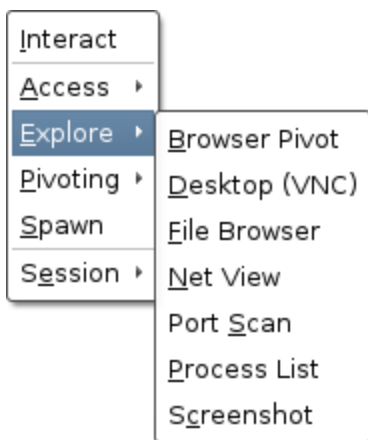 Interact
Access
Explore
Pivoting
Spawn
Session
Browser Pivot
Desktop (VNC)
File Browser
Net View
Port Scan
Process List
Screenshot